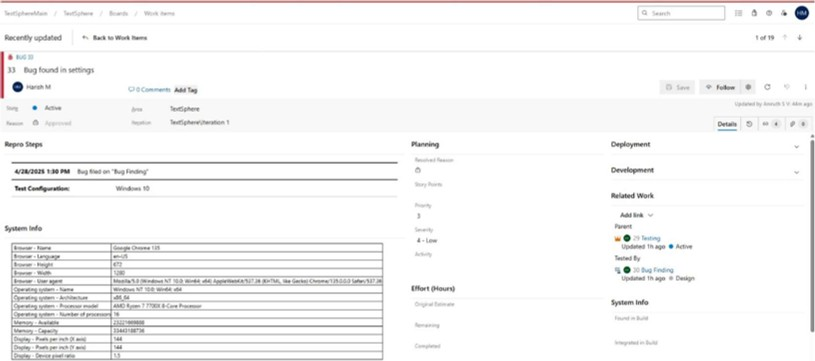 TextSphereMain / TextSphere / Boards / Work items
Search
HM
Recently updated
Back to Work Items
1 of 19
BUG 33
33 Bug found in settings
Harish M
0 Comments
Add Tag
Save
Follow
Updated by
Active
Area
TextSphere
Reason
Approved
TextSphere\Iteration 1
Details
4
0
Repro Steps
4/28/2025 1:30 PM Bug filed on "Bug Finding"
Test Configuration: Windows 10
System Info
Browser - Name Google Chrome 135
Browser - Language en-US
Browser - Height 672
Browser - Width 1280
Browser - User agent Mozilla/5.0 (Windows NT 10.0; Win64; x64) AppleWebKit/537.36 (KHTML, like Gecko) Chrome/135.0.0.0 Safari/537.36
Operating system - Name Windows NT 10.0; Win64; x64
Operating system - Architecture x86_64
Operating system - Processor model AMD Ryzen 7 7700X 8-Core Processor
Operating system - Number of processors 16
Memory - Available
Memory - Capacity
Display - Pixels per inch (X axis) 144
Display - Pixels per inch (Y axis) 144
Display - Device pixel ratio 1.5
Planning
Resolved Reason
Story Points
Priority
3
Severity
4 - Low
Activity
Effort (Hours)
Original Estimate
Remaining
Completed
Deployment
Development
Related Work
Add link
Parent
29 Testing
Updated 1h ago Active
Tested By
30 Bug Finding
Updated 1h ago Design
System Info
Found in Build
Integrated in Build